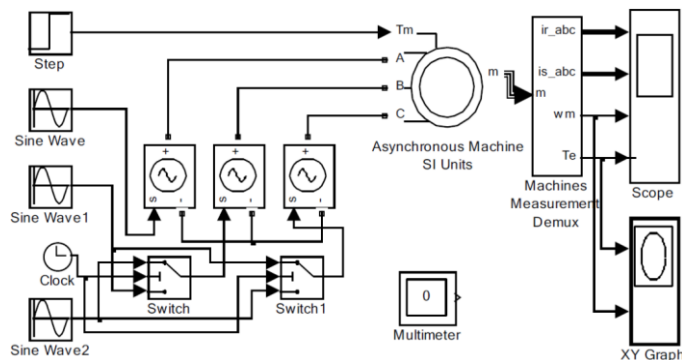 Step
Tm
A
B
C
m
Asynchronous Machine
SI Units
ir_abc
is_abc
m
wm
Te
Machines
Measurement
Demux
Scope
Sine Wave
Sine Wave1
+
s
-
+
s
-
+
s
-
Clock
Switch
Switch1
Sine Wave2
0
Multimeter
XY Graph